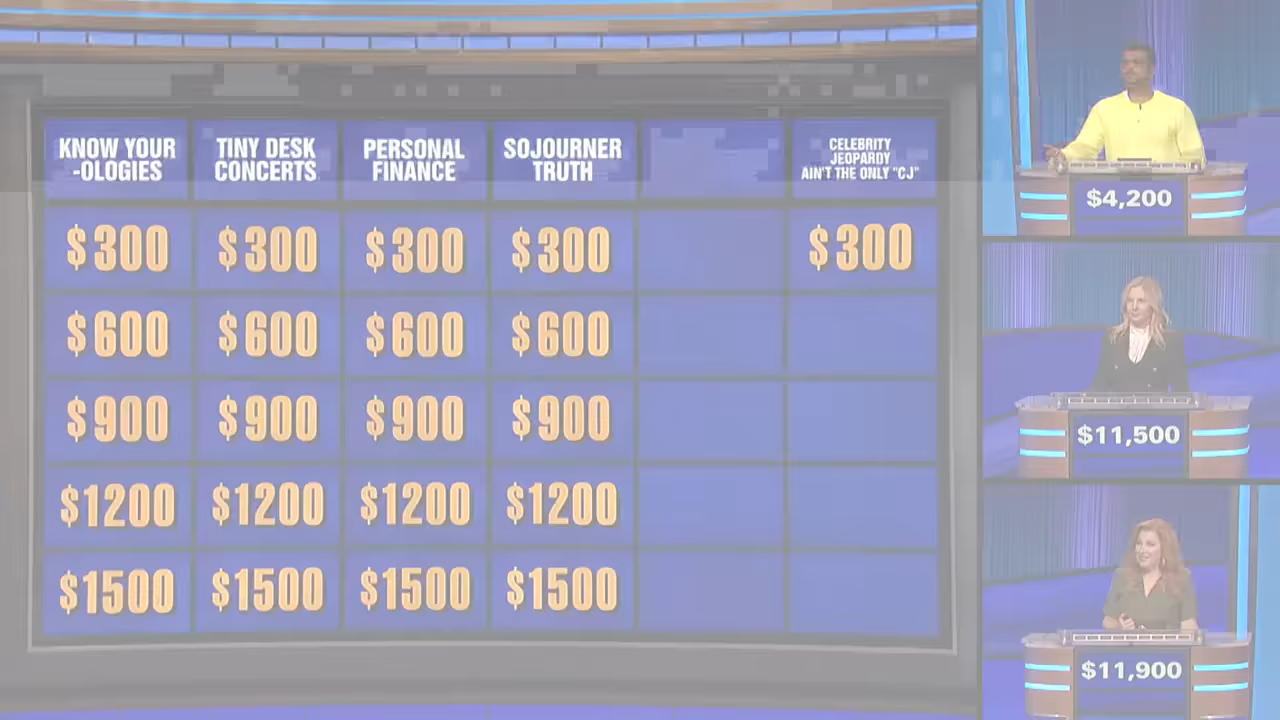 KNOW YOUR
-OLOGIES
TINY DESK
CONCERTS
PERSONAL
FINANCE
SOJOURNER
TRUTH
CELEBRITY
JEOPARDY
AIN'T THE ONLY "CJ"
$300 $300 $300 $300 $300
$600 $600 $600 $600
$900 $900 $900 $900
$1200 $1200 $1200 $1200
$1500 $1500 $1500 $1500
$4,200
$11,500
$11,900